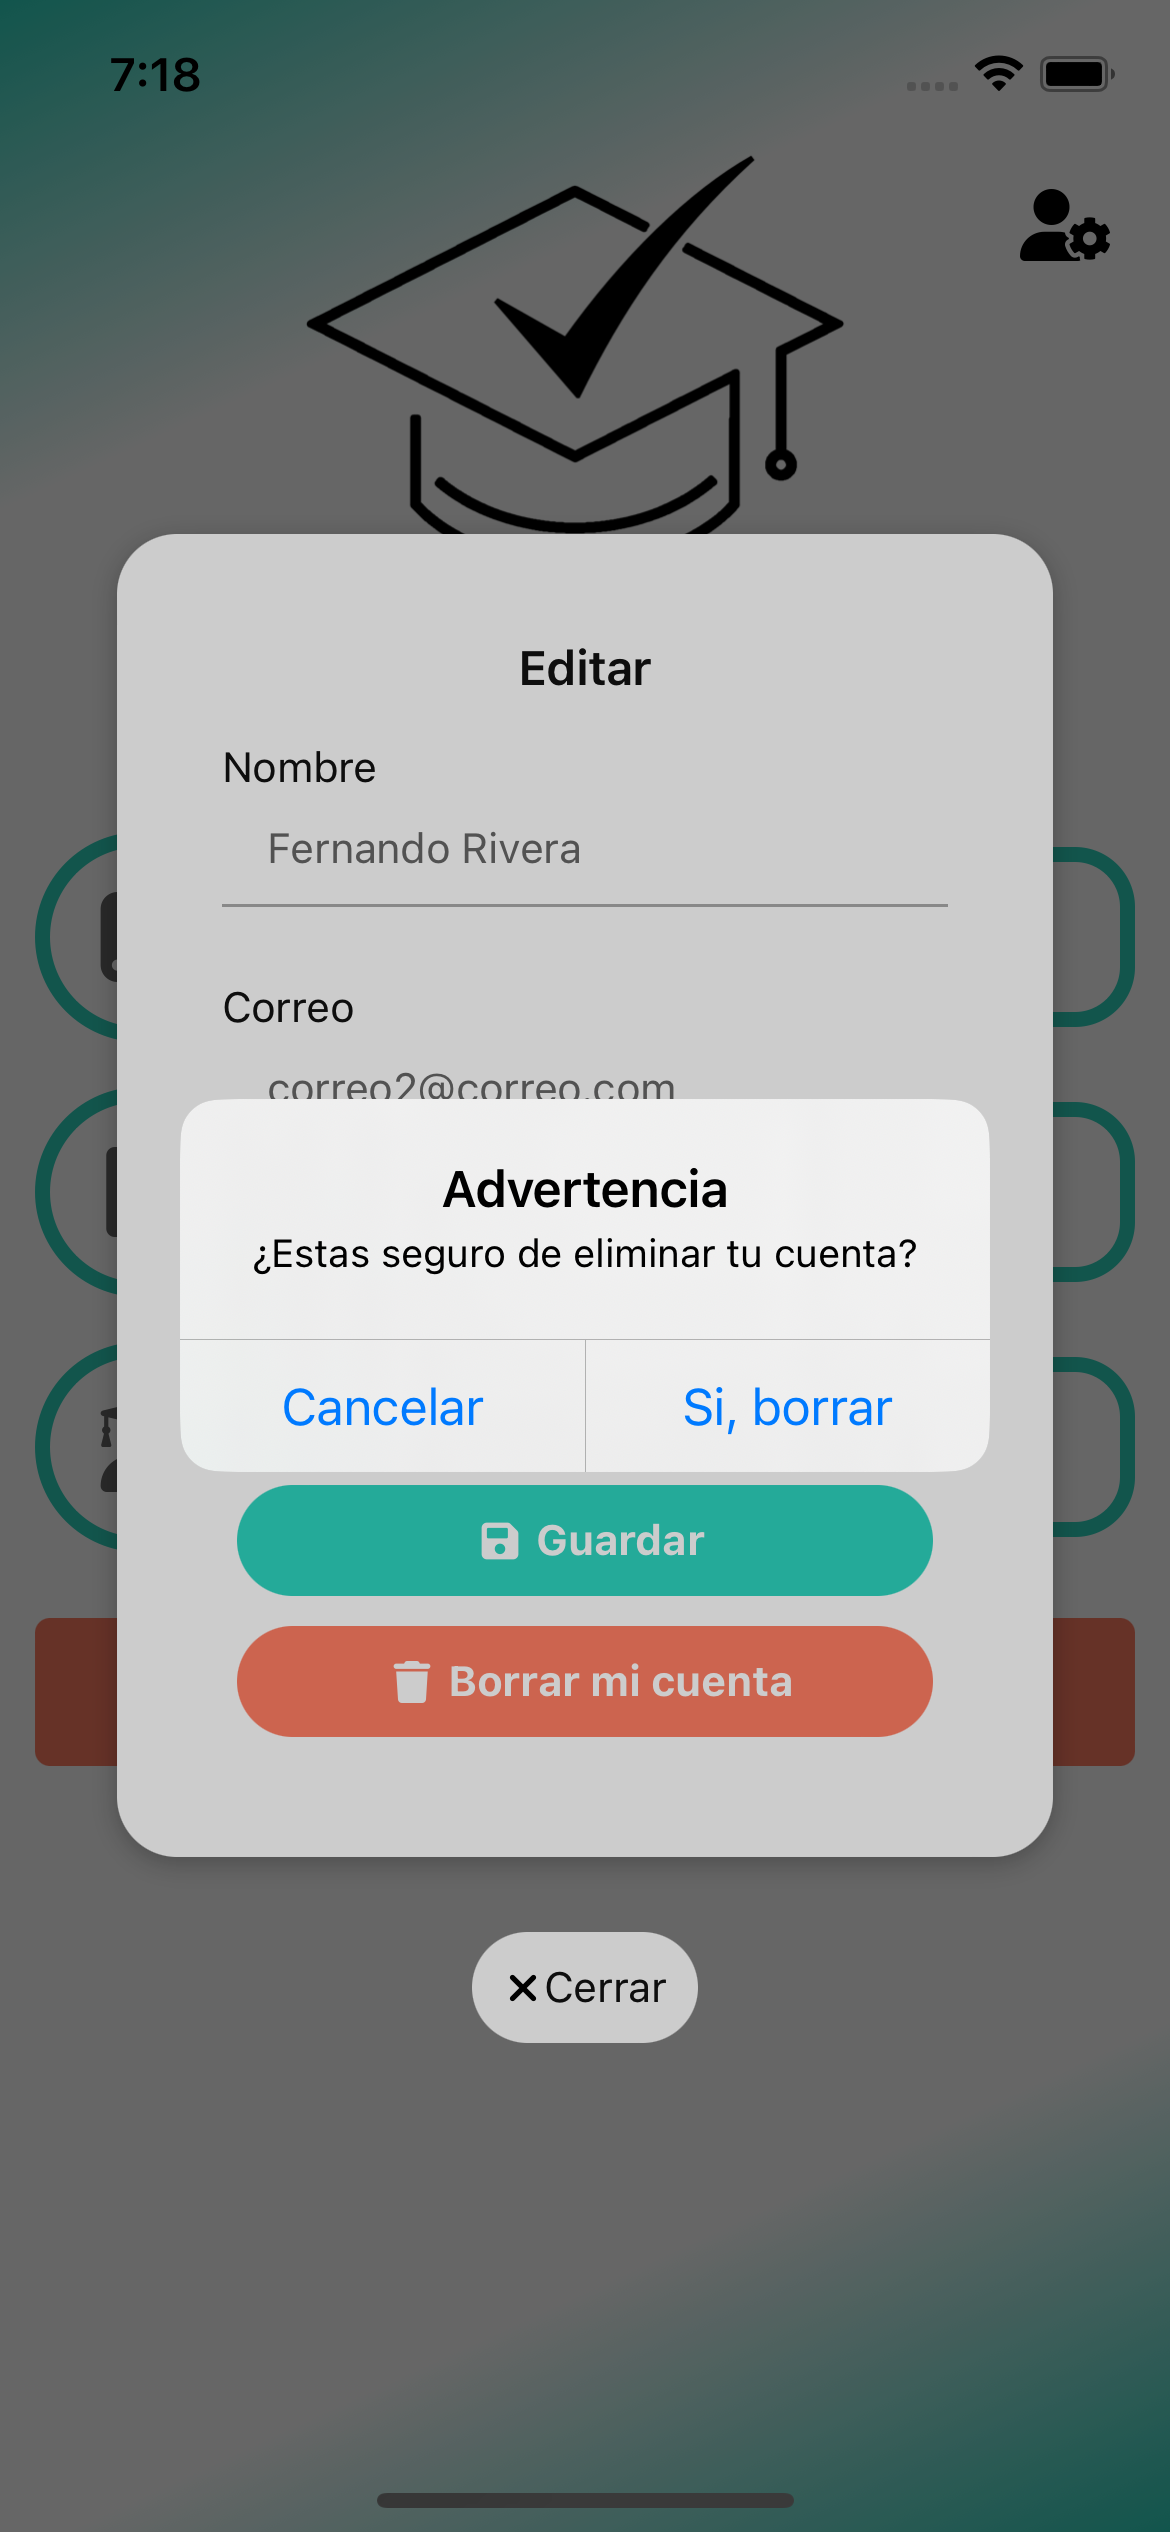 7:18
Editar
Nombre
Fernando Rivera
Correo
correo2@correo.com
Advertencia
¿Estas seguro de eliminar tu cuenta?
Cancelar
Si, borrar
Guardar
Borrar mi cuenta
Cerrar